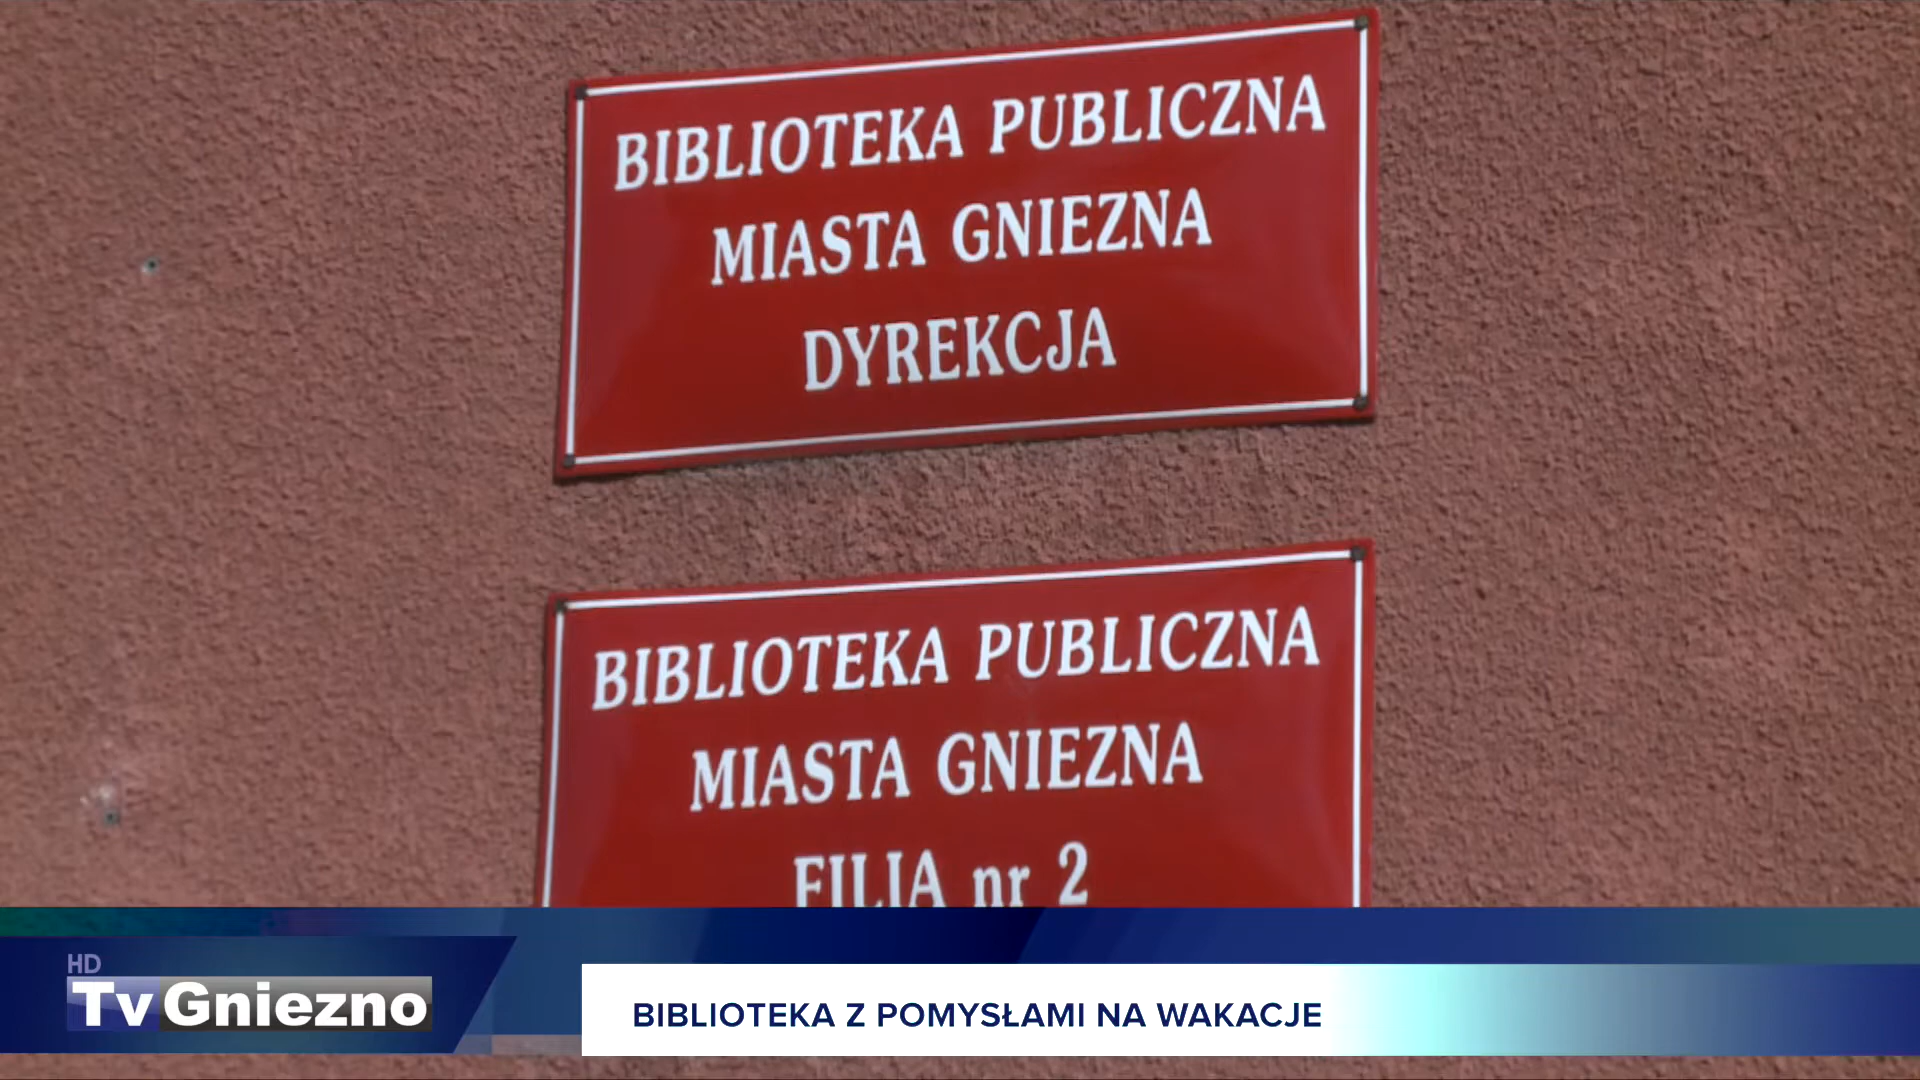 BIBLIOTEKA PUBLICZNA
MIASTA GNIEZNA
DYREKCJA
BIBLIOTEKA PUBLICZNA
MIASTA GNIEZNA
FILIA nr 2
HD
TvGniezno
BIBLIOTEKA Z POMYSŁAMI NA WAKACJE